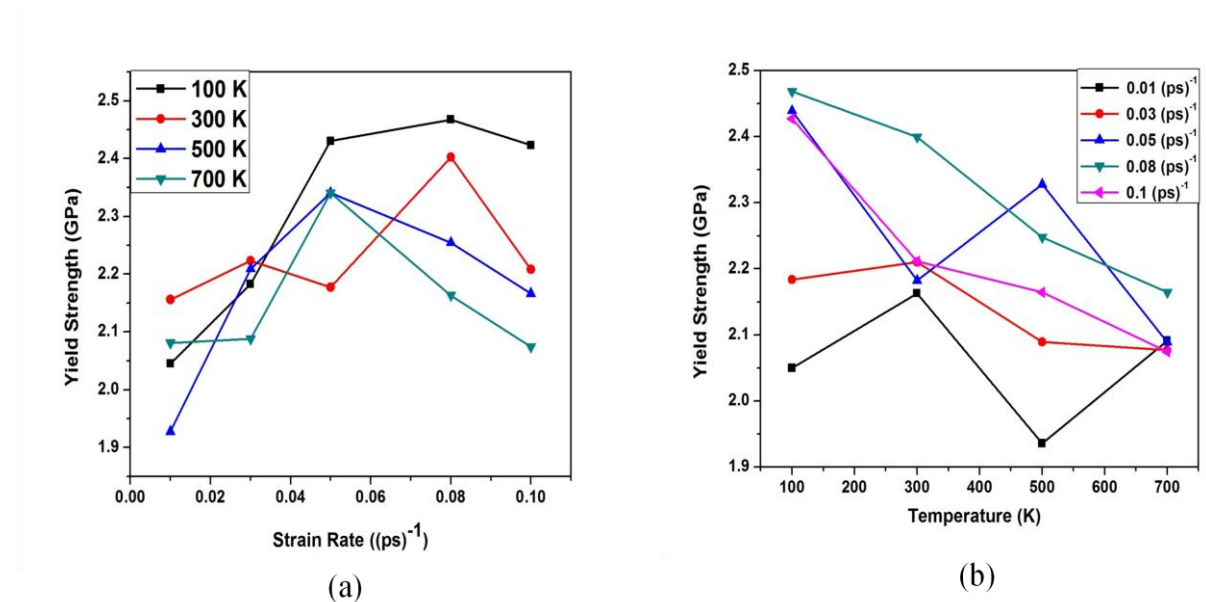 100 K
300 K
500 K
700 K
2.5
2.4
2.3
2.2
2.1
2.0
1.9
Yield Strength (GPa)
0.00 0.02 0.04 0.06 0.08 0.10
Strain Rate ((ps)⁻¹)
(a)
0.01 (ps)⁻¹
0.03 (ps)⁻¹
0.05 (ps)⁻¹
0.08 (ps)⁻¹
0.1 (ps)⁻¹
2.5
2.4
2.3
2.2
2.1
2.0
1.9
Yield Strength (GPa)
100 200 300 400 500 600 700
Temperature (K)
(b)